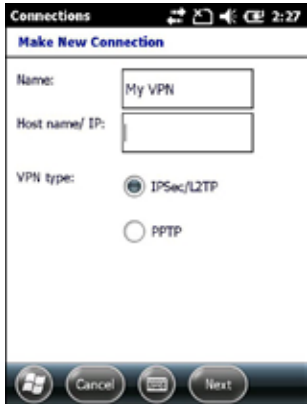 Connections 2:27
Make New Connection
Name: My VPN
Host name/ IP:
VPN type: IPSec/L2TP
PPTP
Cancel Next